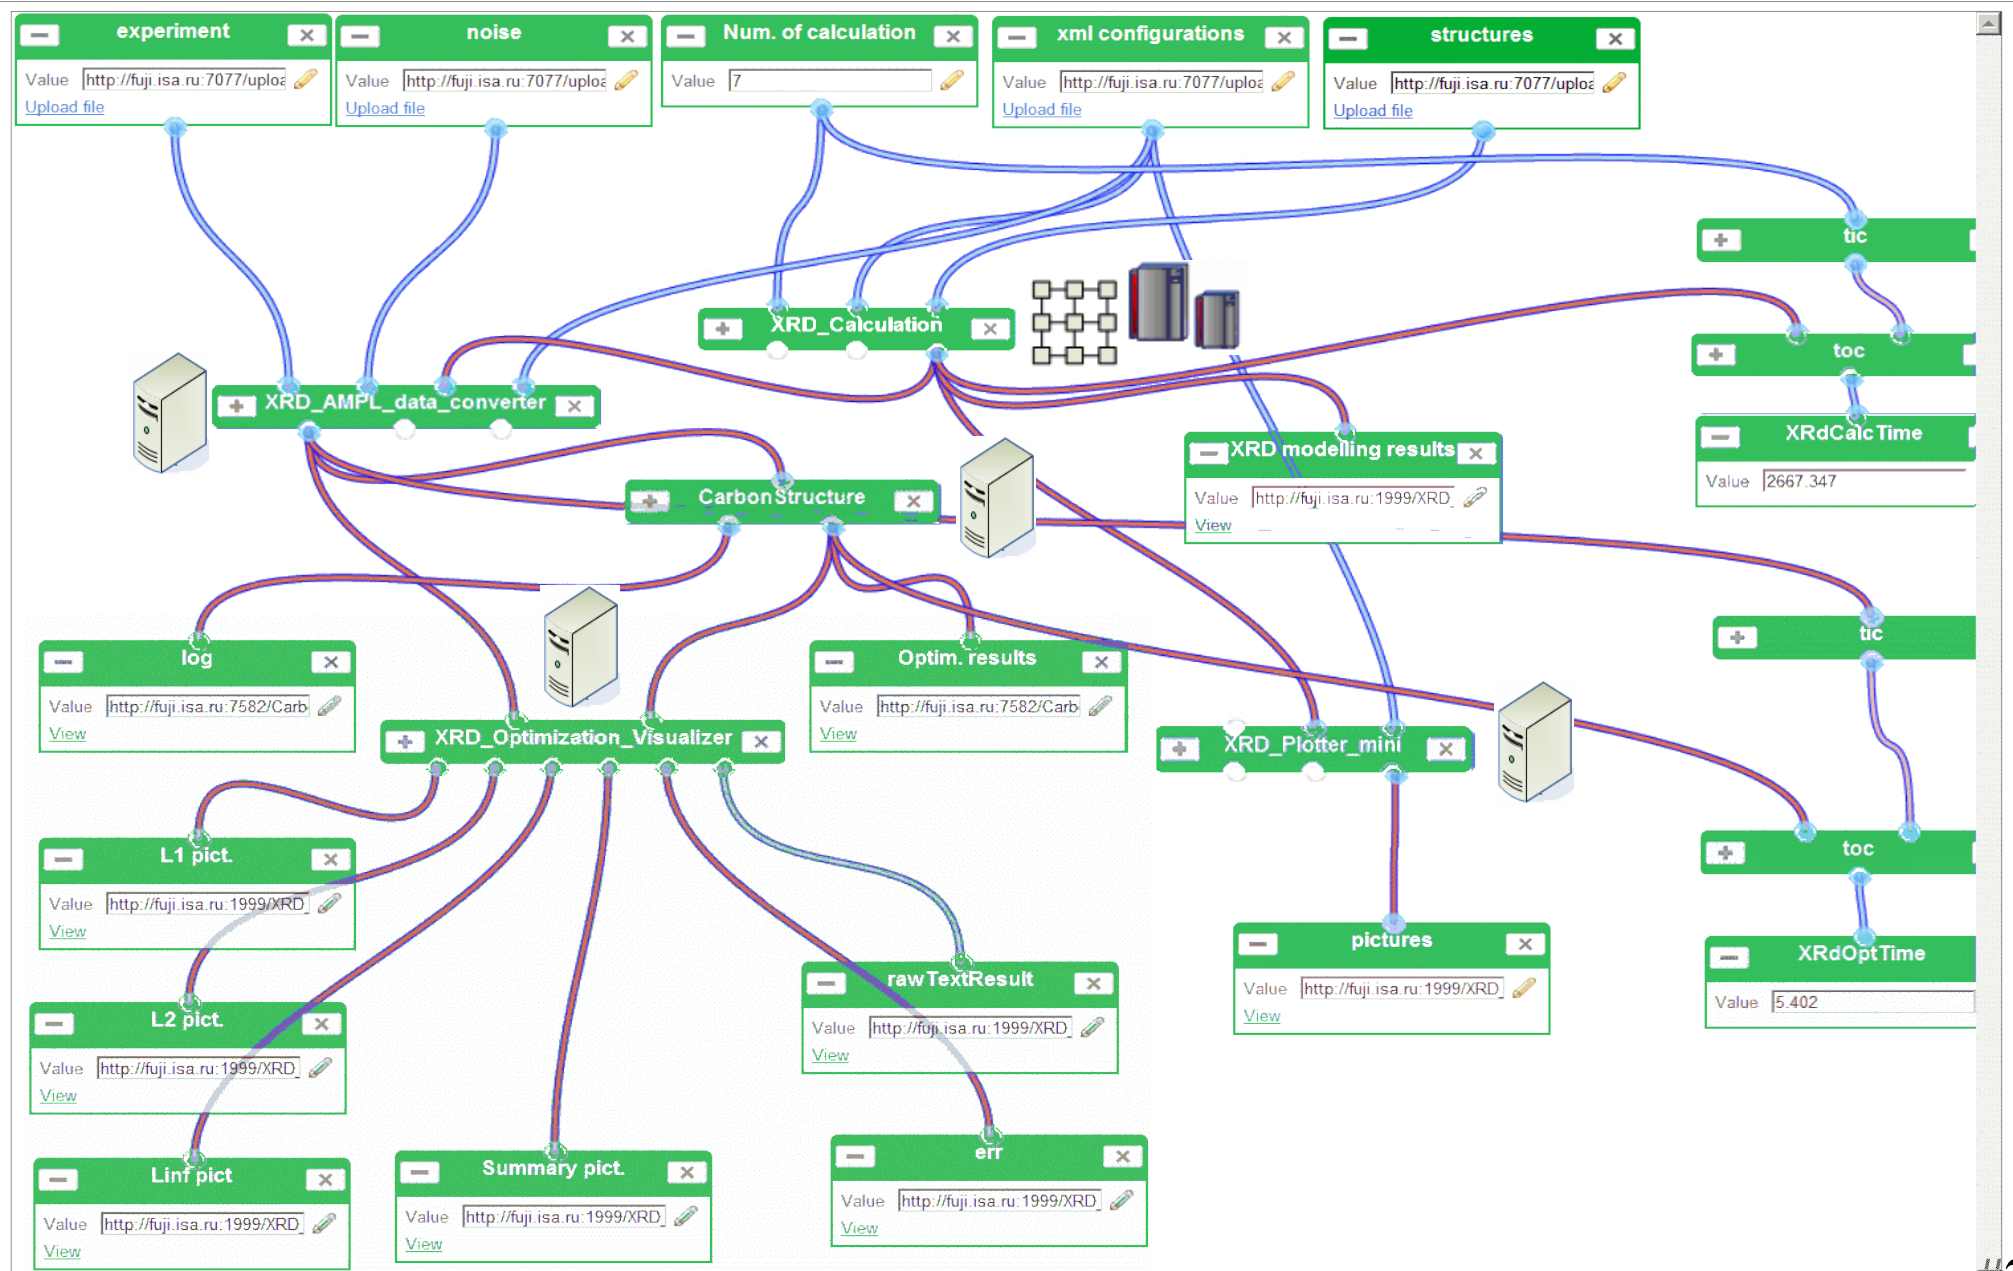 experiment
Value http://fuji.isa.ru:7077/uploa
Upload file
noise
Value http://fuji.isa.ru:7077/uploa
Upload file
Num. of calculation
Value 7
xml configurations
Value http://fuji.isa.ru:7077/uploa
Upload file
structures
Value http://fuji.isa.ru:7077/uploa
Upload file
tic
XRD_Calculation
toc
XRD_AMPL_data_converter
XRdCalcTime
Value 2667.347
XRD modelling results
Value http://fuji.isa.ru:1999/XRD_
View
CarbonStructure
tic
log
Value http://fuji.isa.ru:7582/Carb
View
Optim. results
Value http://fuji.isa.ru:7582/Carb
View
XRD_Optimization_Visualizer
XRD_Plotter_mini
toc
L1 pict.
Value http://fuji.isa.ru:1999/XRD_
View
pictures
Value http://fuji.isa.ru:1999/XRD_
View
XRdOptTime
Value 5.402
rawTextResult
Value http://fuji.isa.ru:1999/XRD_
View
L2 pict.
Value http://fuji.isa.ru:1999/XRD_
View
Linf pict
Value http://fuji.isa.ru:1999/XRD_
View
Summary pict.
Value http://fuji.isa.ru:1999/XRD_
View
err
Value http://fuji.isa.ru:1999/XRD_
View